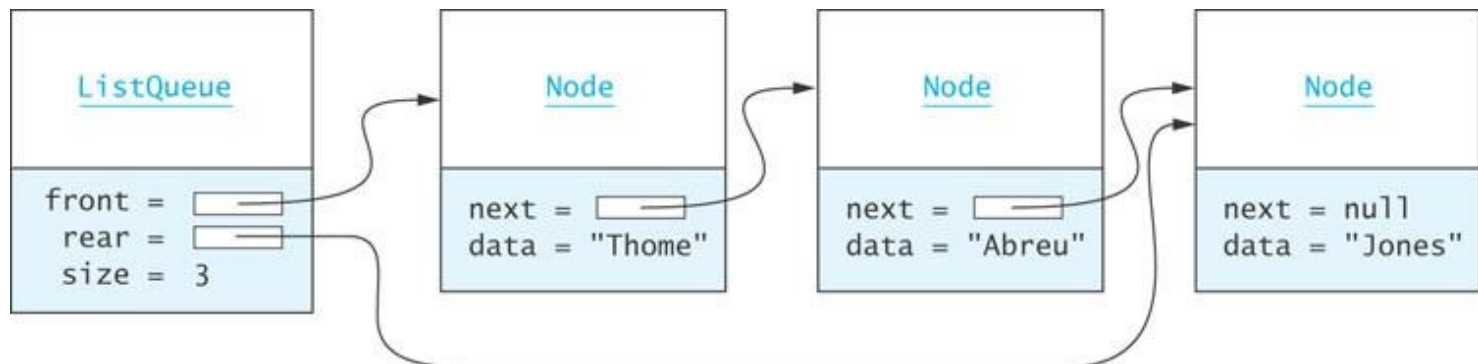 ListQueue
front =
rear =
size = 3
Node
next =
data = "Thome"
Node
next =
data = "Abreu"
Node
next = null
data = "Jones"